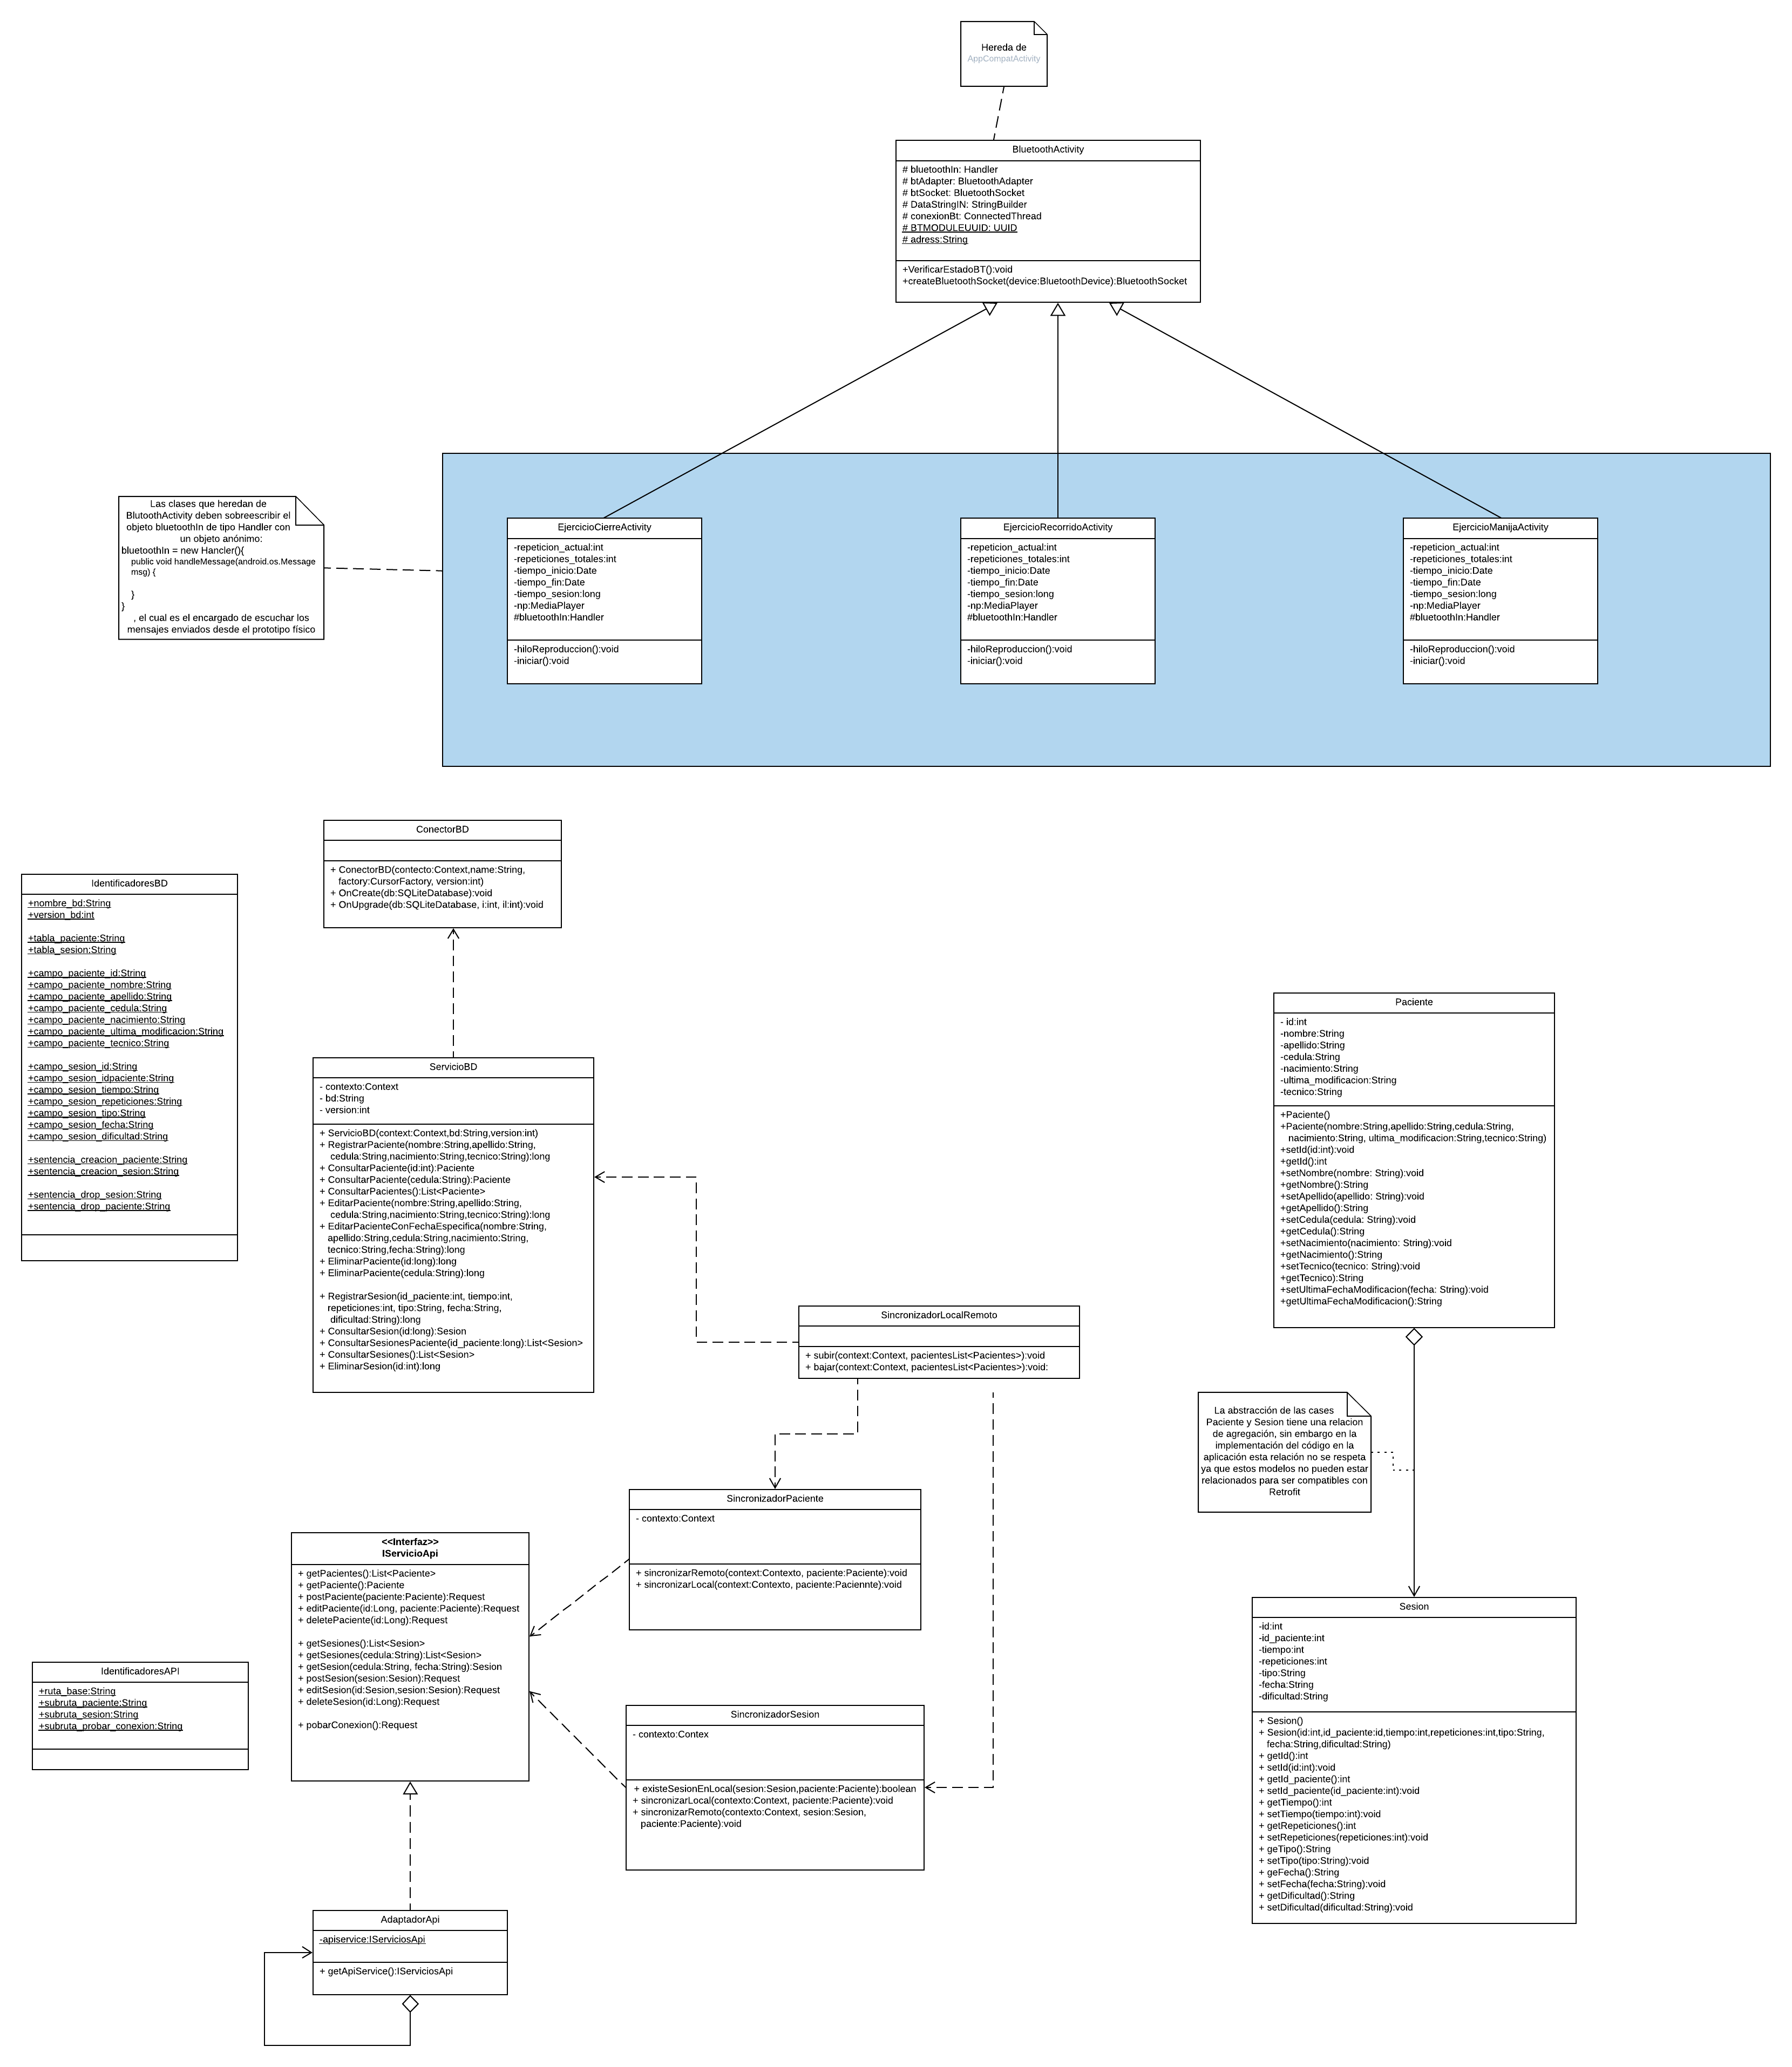 Hereda de
AppCompatActivity
BluetoothActivity
# bluetoothIn: Handler
# btAdapter: BluetoothAdapter
# btSocket: BluetoothSocket
# DataStringIN: StringBuilder
# conexionBt: ConnectedThread
# BTMODULEUUID: UUID
# adress:String
+VerificarEstadoBT():void
+createBluetoothSocket(device:BluetoothDevice):BluetoothSocket
Las clases que heredan de
BlutoothActivity deben sobreescribir el
objeto bluetoothIn de tipo Handler con
un objeto anónimo:
bluetoothIn = new Hancler(){
public void handleMessage(android.os.Message
msg) {
}
}
, el cual es el encargado de escuchar los
mensajes enviados desde el prototipo físico
EjercicioCierreActivity
-repeticion_actual:int
-repeticiones_totales:int
-tiempo_inicio:Date
-tiempo_fin:Date
-tiempo_sesion:long
-np:MediaPlayer
#bluetoothIn:Handler
-hiloReproduccion():void
-iniciar():void
EjercicioRecorridoActivity
-repeticion_actual:int
-repeticiones_totales:int
-tiempo_inicio:Date
-tiempo_fin:Date
-tiempo_sesion:long
-np:MediaPlayer
#bluetoothIn:Handler
-hiloReproduccion():void
-iniciar():void
EjercicioManijaActivity
-repeticion_actual:int
-repeticiones_totales:int
-tiempo_inicio:Date
-tiempo_fin:Date
-tiempo_sesion:long
-np:MediaPlayer
#bluetoothIn:Handler
-hiloReproduccion():void
-iniciar():void
ConectorBD
+ ConectorBD(contecto:Context,name:String,
factory:CursorFactory, version:int)
+ OnCreate(db:SQLiteDatabase):void
+ OnUpgrade(db:SQLiteDatabase, i:int, il:int):void
IdentificadoresBD
+nombre_bd:String
+version_bd:int
+tabla_paciente:String
+tabla_sesion:String
+campo_paciente_id:String
+campo_paciente_nombre:String
+campo_paciente_apellido:String
+campo_paciente_cedula:String
+campo_paciente_nacimiento:String
+campo_paciente_ultima_modificacion:String
+campo_paciente_tecnico:String
+campo_sesion_id:String
+campo_sesion_idpaciente:String
+campo_sesion_tiempo:String
+campo_sesion_repeticiones:String
+campo_sesion_tipo:String
+campo_sesion_fecha:String
+campo_sesion_dificultad:String
+sentencia_creacion_paciente:String
+sentencia_creacion_sesion:String
+sentencia_drop_sesion:String
+sentencia_drop_paciente:String
ServicioBD
- contexto:Context
- bd:String
- version:int
+ ServicioBD(context:Context,bd:String,version:int)
+ RegistrarPaciente(nombre:String,apellido:String,
cedula:String,nacimiento:String,tecnico:String):long
+ ConsultarPaciente(id:int):Paciente
+ ConsultarPaciente(cedula:String):Paciente
+ ConsultarPacientes():List<Paciente>
+ EditarPaciente(nombre:String,apellido:String,
cedula:String,nacimiento:String,tecnico:String):long
+ EditarPacienteConFechaEspecifica(nombre:String,
apellido:String,cedula:String,nacimiento:String,
tecnico:String,fecha:String):long
+ EliminarPaciente(id:long):long
+ EliminarPaciente(cedula:String):long
+ RegistrarSesion(id_paciente:int, tiempo:int,
repeticiones:int, tipo:String, fecha:String,
dificultad:String):long
+ ConsultarSesion(id:long):Sesion
+ ConsultarSesionesPaciente(id_paciente:long):List<Sesion>
+ ConsultarSesiones():List<Sesion>
+ EliminarSesion(id:int):long
Paciente
- id:int
-nombre:String
-apellido:String
-cedula:String
-nacimiento:String
-ultima_modificacion:String
-tecnico:String
+Paciente()
+Paciente(nombre:String,apellido:String,cedula:String,
nacimiento:String, ultima_modificacion:String,tecnico:String)
+setId(id:int):void
+getId():int
+setNombre(nombre: String):void
+getNombre():String
+setApellido(apellido: String):void
+getApellido():String
+setCedula(cedula: String):void
+getCedula():String
+setNacimiento(nacimiento: String):void
+getNacimiento():String
+setTecnico(tecnico: String):void
+getTecnico):String
+setUltimaFechaModificacion(fecha: String):void
+getUltimaFechaModificacion():String
SincronizadorLocalRemoto
+ subir(context:Context, pacientesList<Pacientes>):void
+ bajar(context:Context, pacientesList<Pacientes>):void:
La abstracción de las cases
Paciente y Sesion tiene una relacion
de agregación, sin embargo en la
implementación del código en la
aplicación esta relación no se respeta
ya que estos modelos no pueden estar
relacionados para ser compatibles con
Retrofit
SincronizadorPaciente
- contexto:Context
+ sincronizarRemoto(context:Contexto, paciente:Paciente):void
+ sincronizarLocal(context:Contexto, paciente:Paciennte):void
<<Interfaz>>
IServicioApi
+ getPacientes():List<Paciente>
+ getPaciente():Paciente
+ postPaciente(paciente:Paciente):Request
+ editPaciente(id:Long, paciente:Paciente):Request
+ deletePaciente(id:Long):Request
+ getSesiones():List<Sesion>
+ getSesiones(cedula:String):List<Sesion>
+ getSesion(cedula:String, fecha:String):Sesion
+ postSesion(sesion:Sesion):Request
+ editSesion(id:Sesion,sesion:Sesion):Request
+ deleteSesion(id:Long):Request
+ pobarConexion():Request
IdentificadoresAPI
+ruta_base:String
+subruta_paciente:String
+subruta_sesion:String
+subruta_probar_conexion:String
SincronizadorSesion
- contexto:Contex
+ existeSesionEnLocal(sesion:Sesion,paciente:Paciente):boolean
+ sincronizarLocal(contexto:Context, paciente:Paciente):void
+ sincronizarRemoto(contexto:Context, sesion:Sesion,
paciente:Paciente):void
Sesion
-id:int
-id_paciente:int
-tiempo:int
-repeticiones:int
-tipo:String
-fecha:String
-dificultad:String
+ Sesion()
+ Sesion(id:int,id_paciente:id,tiempo:int,repeticiones:int,tipo:String,
fecha:String,dificultad:String)
+ getId():int
+ setId(id:int):void
+ getId_paciente():int
+ setId_paciente(id_paciente:int):void
+ getTiempo():int
+ setTiempo(tiempo:int):void
+ getRepeticiones():int
+ setRepeticiones(repeticiones:int):void
+ geTipo():String
+ setTipo(tipo:String):void
+ geFecha():String
+ setFecha(fecha:String):void
+ getDificultad():String
+ setDificultad(dificultad:String):void
AdaptadorApi
-apiservice:IServiciosApi
+ getApiService():IServiciosApi